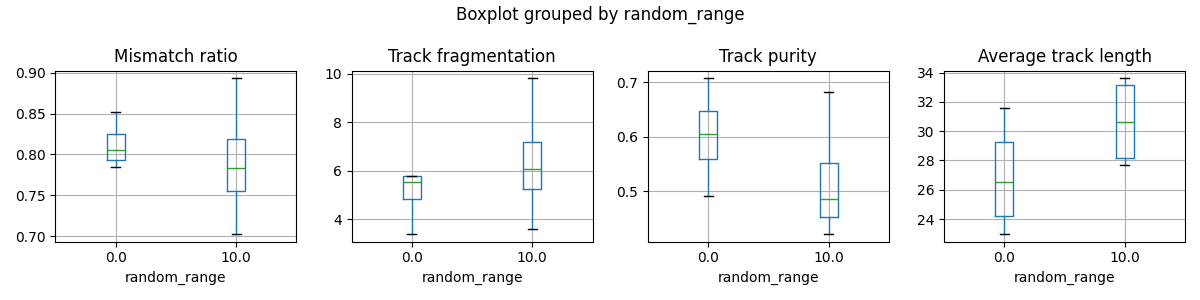 Boxplot grouped by random_range
Mismatch ratio
0.90
0.85
0.80
0.75
0.70
0.0 10.0
random_range
Track fragmentation
10
8
6
4
0.0 10.0
random_range
Track purity
0.7
0.6
0.5
0.0 10.0
random_range
Average track length
34
32
30
28
26
24
0.0 10.0
random_range